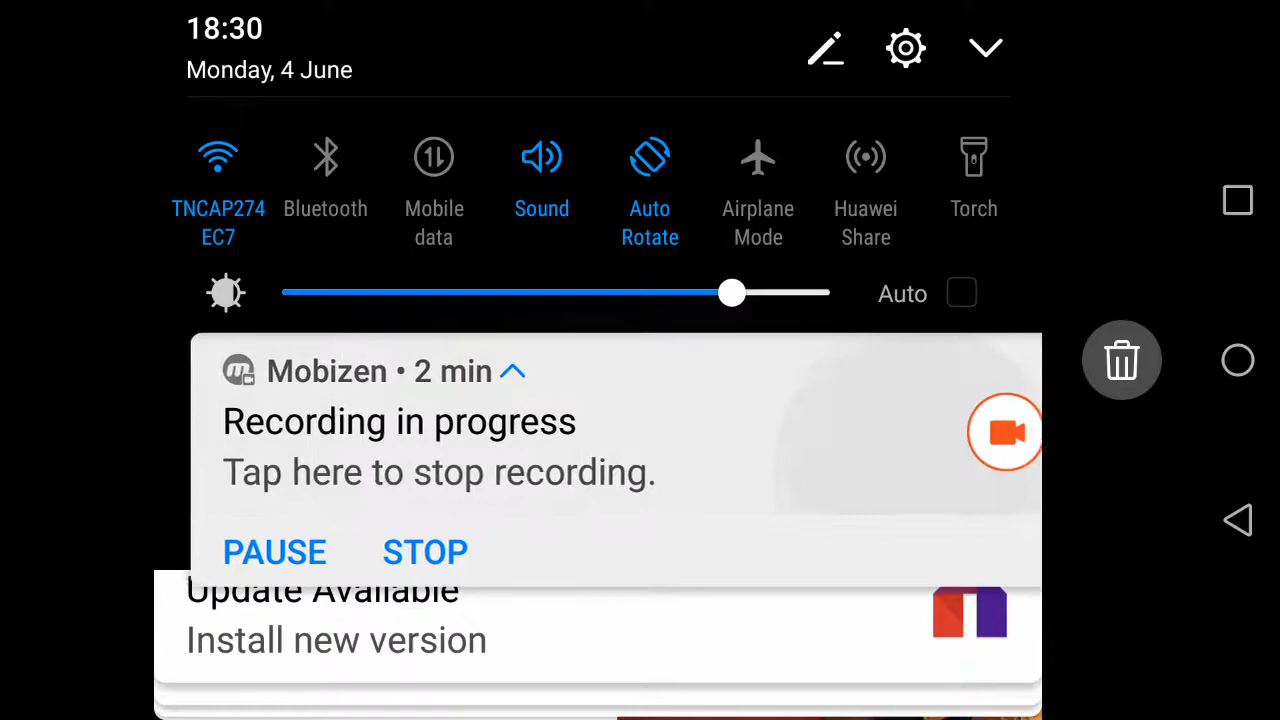 18:30
Monday, 4 June
TNCAP274 Bluetooth Mobile Sound Auto Airplane Huawei Torch
EC7 data Rotate Mode Share
Auto
Mobizen • 2 min
Recording in progress
Tap here to stop recording.
PAUSE STOP
Update Available
Install new version